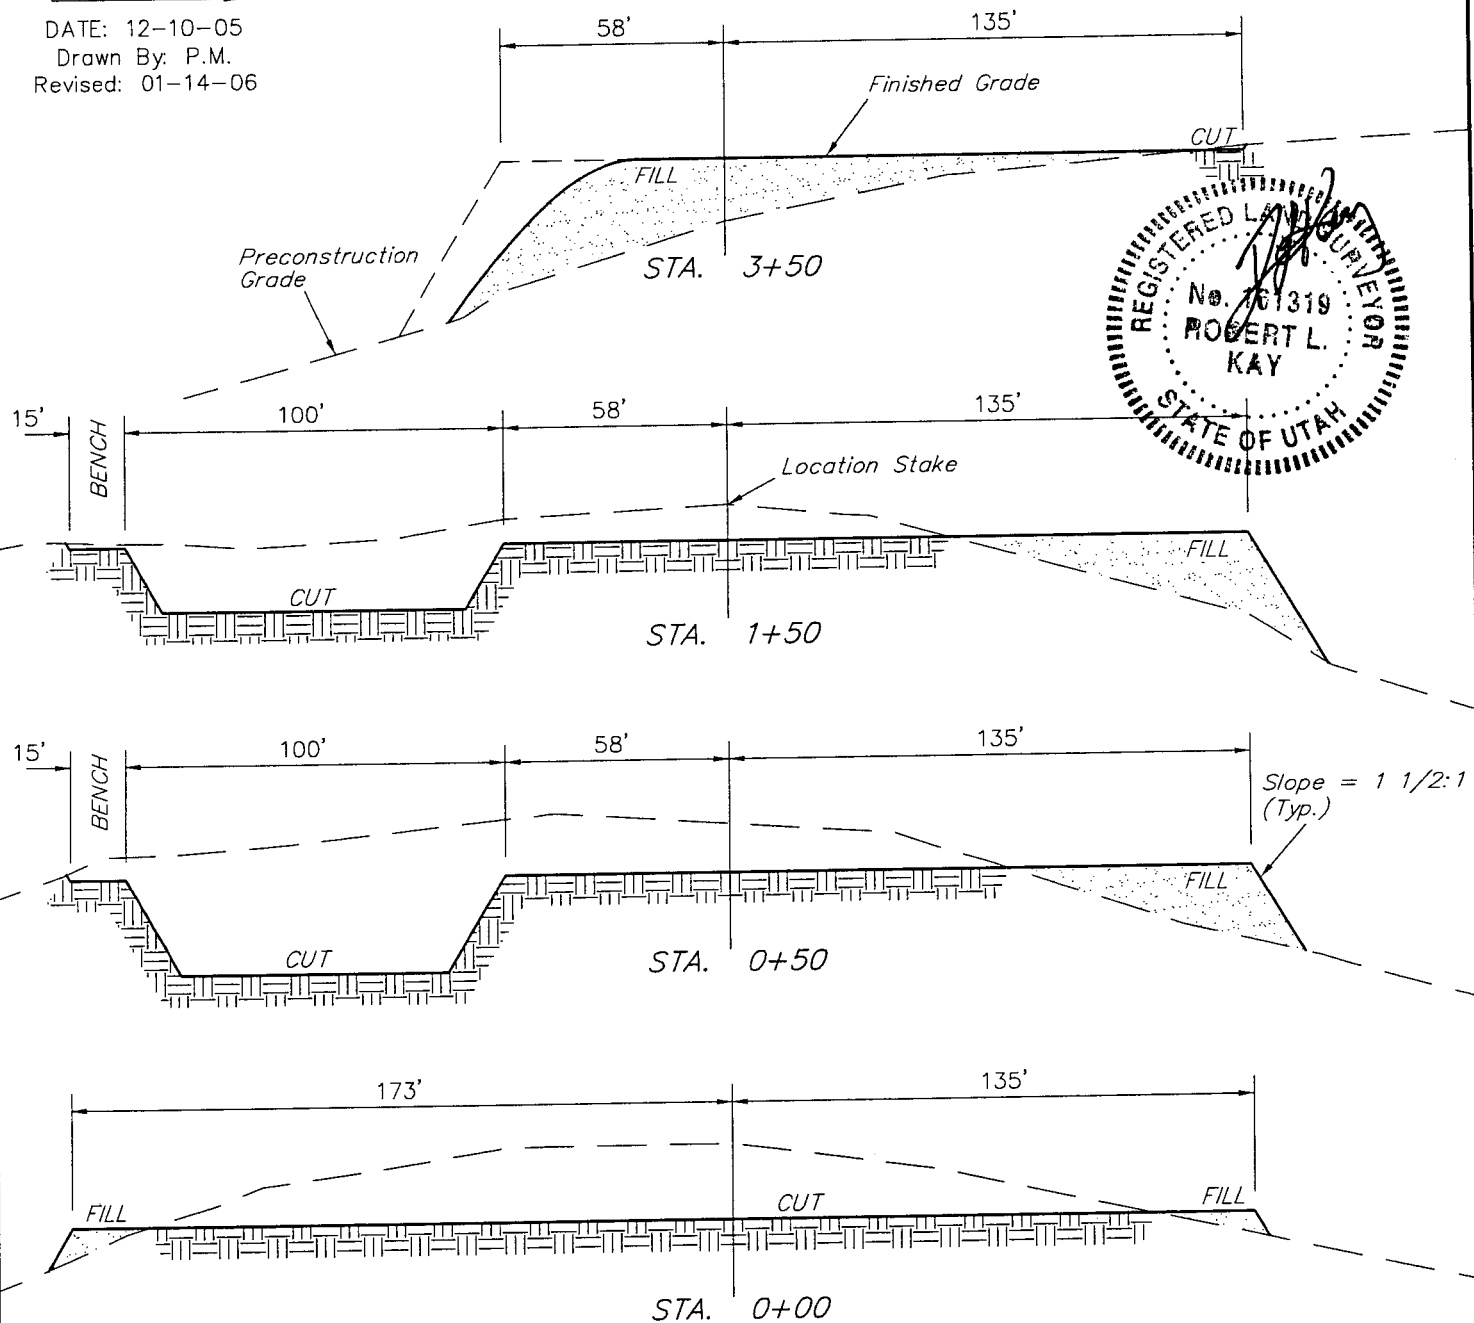 DATE: 12-10-05
Drawn By: P.M.
Revised: 01-14-06
58'
135'
Finished Grade
CUT
FILL
Preconstruction
Grade
STA. 3+50
REGISTERED LAND SURVEYOR
No. 161319
ROBERT L.
KAY
STATE OF UTAH
15'
BENCH
100'
58'
135'
Location Stake
CUT
FILL
STA. 1+50
15'
BENCH
100'
58'
135'
Slope = 1 1/2:1
(Typ.)
CUT
FILL
STA. 0+50
173'
135'
FILL
CUT
FILL
STA. 0+00